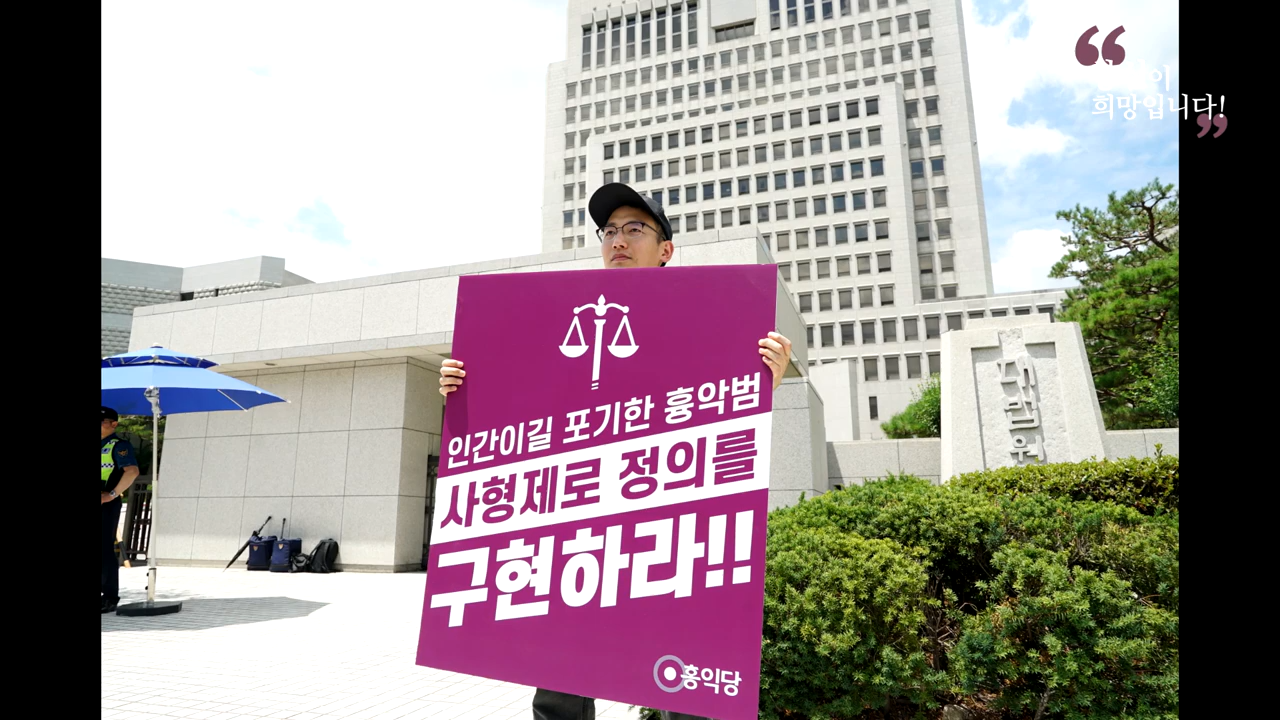 이
희망입니다!
인간이길 포기한 흉악범
사형제로 정의를
구현하라!!
홍익당
대법원